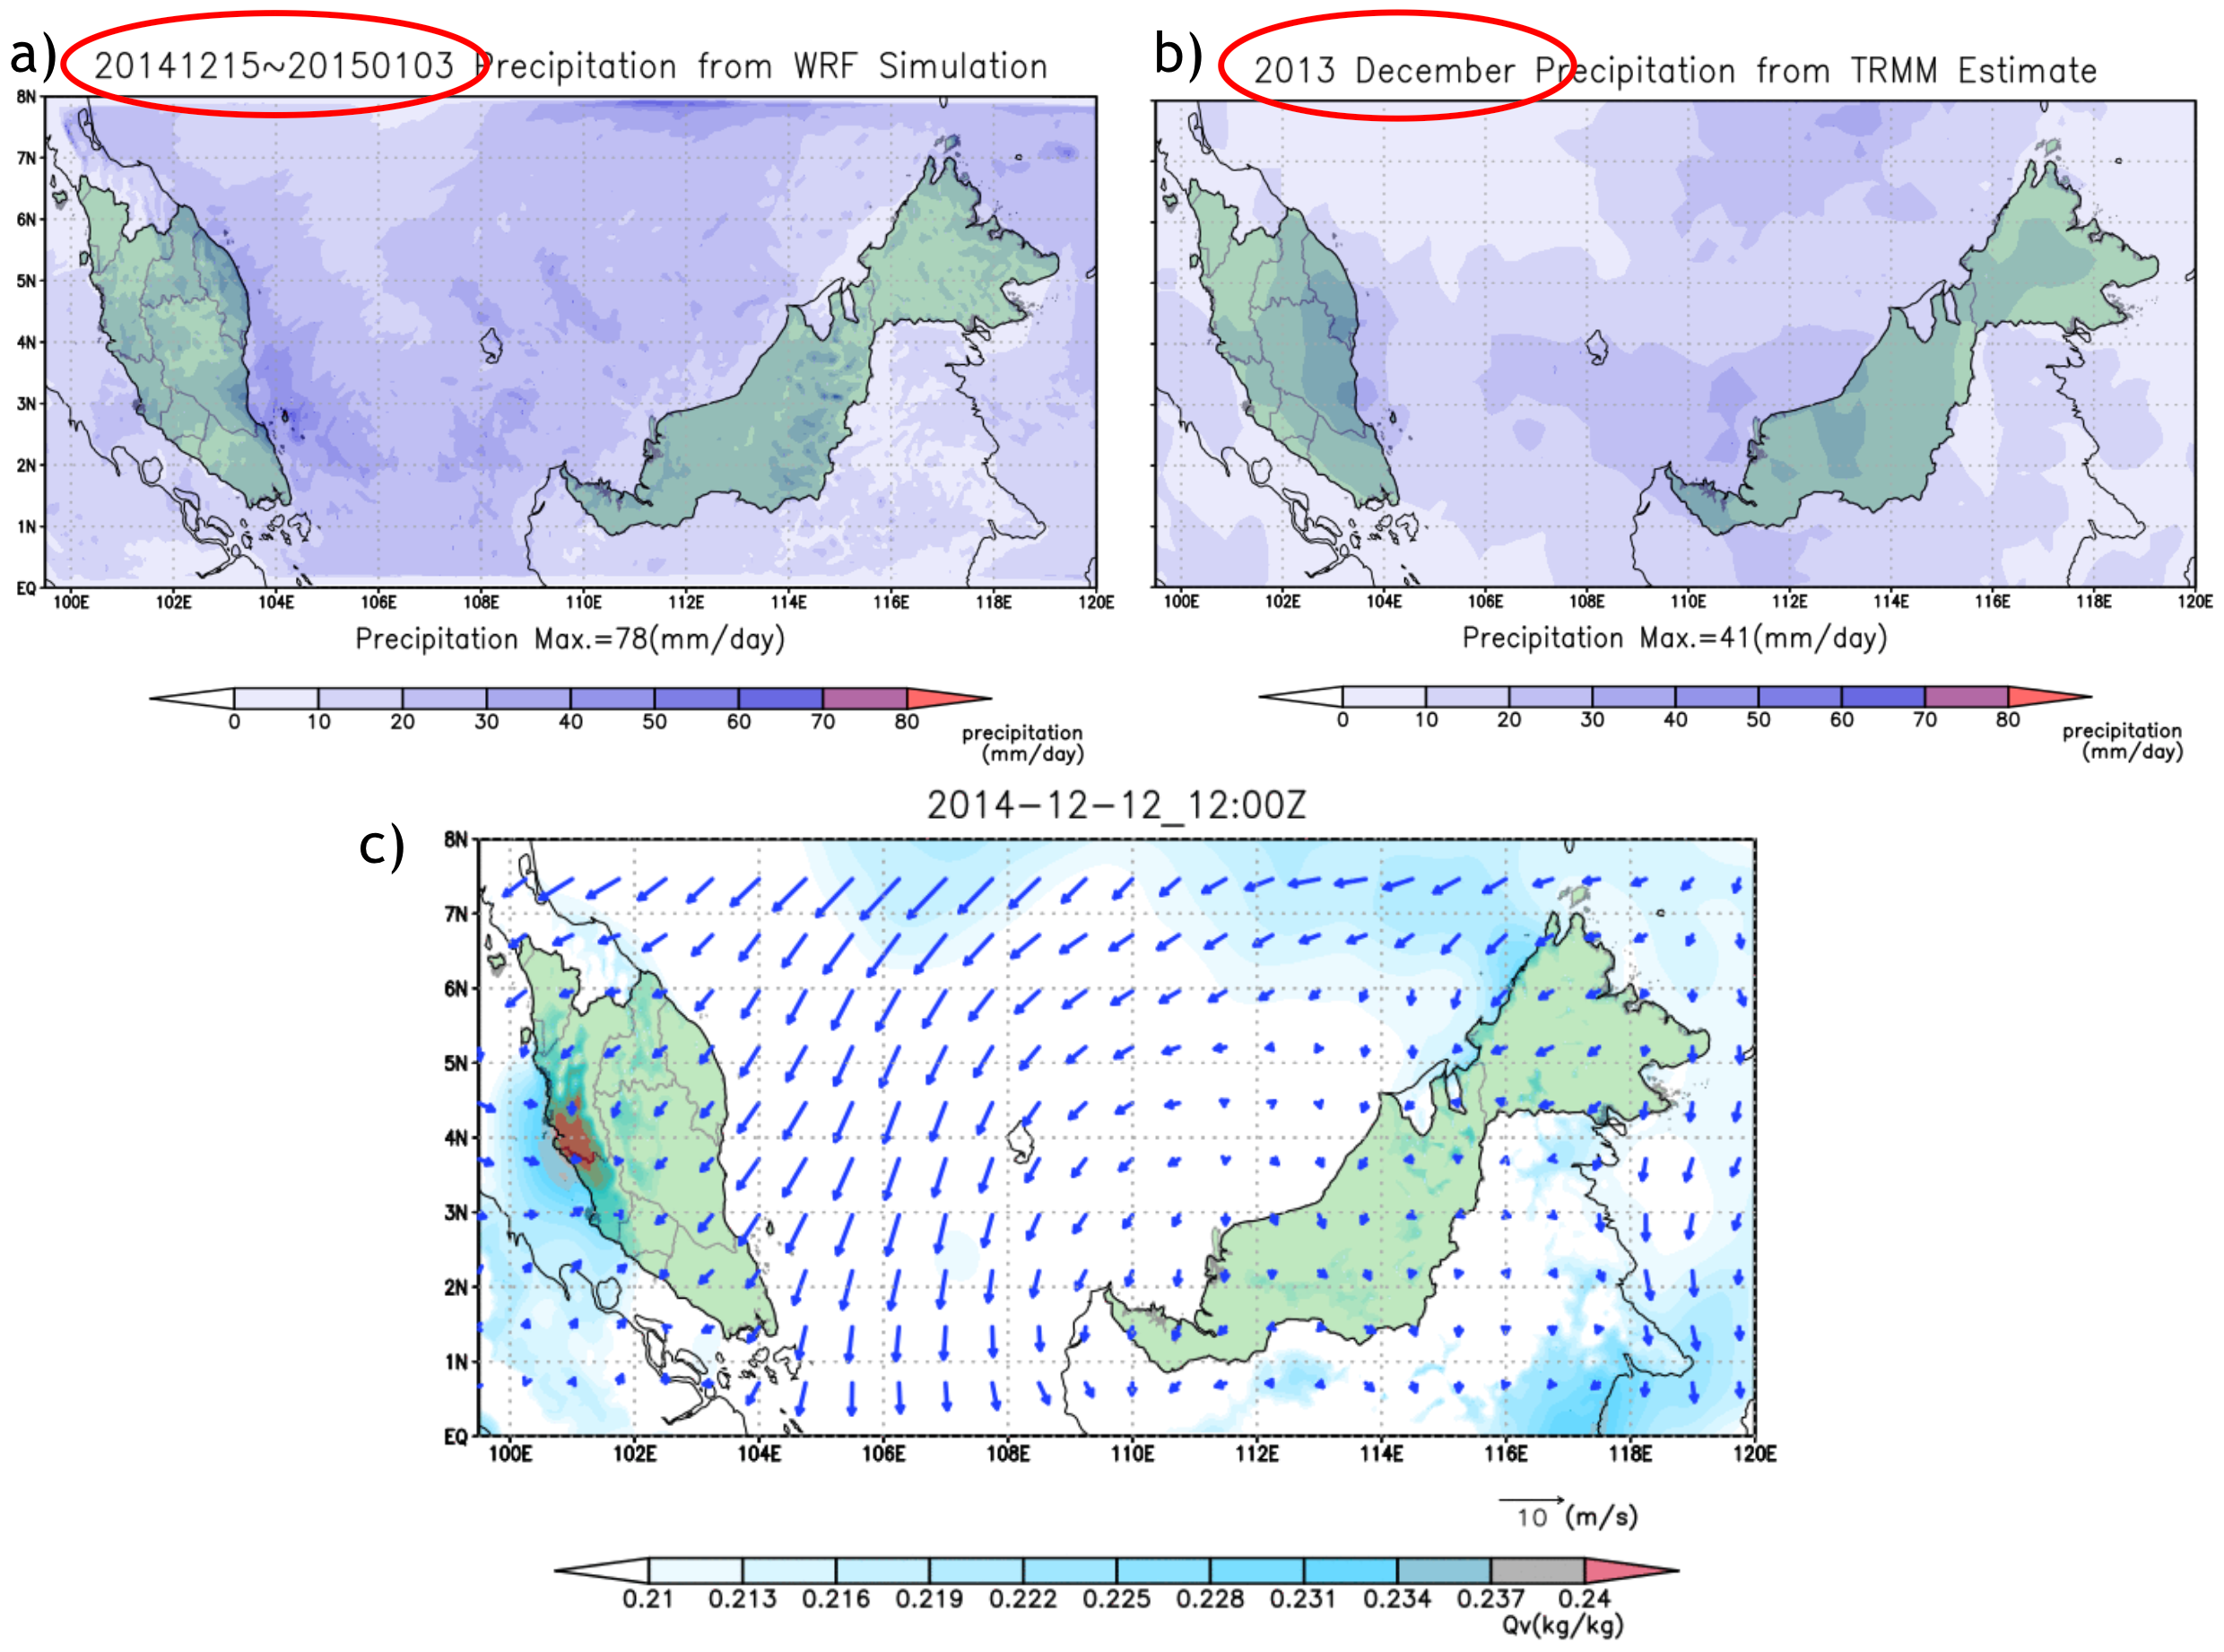 a)
20141215~20150103 Precipitation from WRF Simulation
8N
7N
6N
5N
4N
3N
2N
1N
EQ
100E 102E 104E 106E 108E 110E 112E 114E 116E 118E 120E
Precipitation Max.=78(mm/day)
0 10 20 30 40 50 60 70 80
precipitation
(mm/day)
b)
2013 December Precipitation from TRMM Estimate
100E 102E 104E 106E 108E 110E 112E 114E 116E 118E 120E
Precipitation Max.=41(mm/day)
0 10 20 30 40 50 60 70 80
precipitation
(mm/day)
c)
2014-12-12_12:00Z
8N
7N
6N
5N
4N
3N
2N
1N
EQ
100E 102E 104E 106E 108E 110E 112E 114E 116E 118E 120E
10 (m/s)
0.21 0.213 0.216 0.219 0.222 0.225 0.228 0.231 0.234 0.237 0.24
Qv(kg/kg)